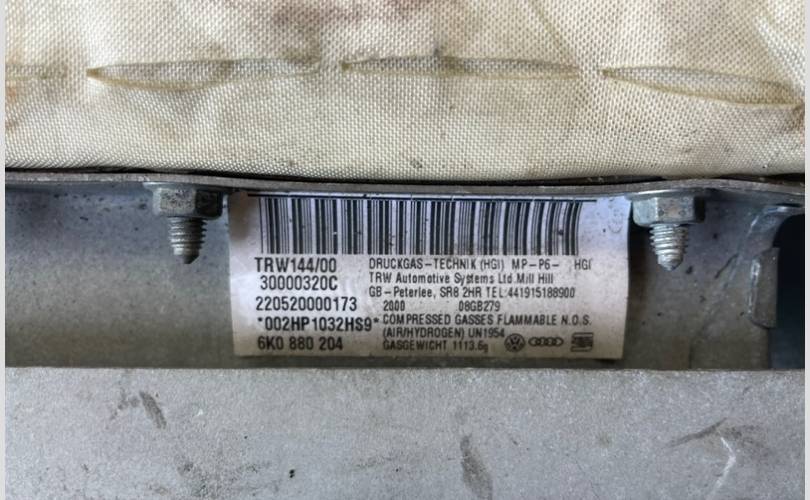 TRW144/00
30000320C
220520000173
*002HP1032HS9*
6K0 880 204
DRUCKGAS-TECHNIK (HGI) MP-P6- HGI
TRW Automotive Systems Ltd.Mill Hill
GB-Peterlee, SR8 2HR TEL:441915188900
2000 08GB279
COMPRESSED GASSES FLAMMABLE N.O.S.
(AIR/HYDROGEN) UN1954
GASGEWICHT 1113.6g